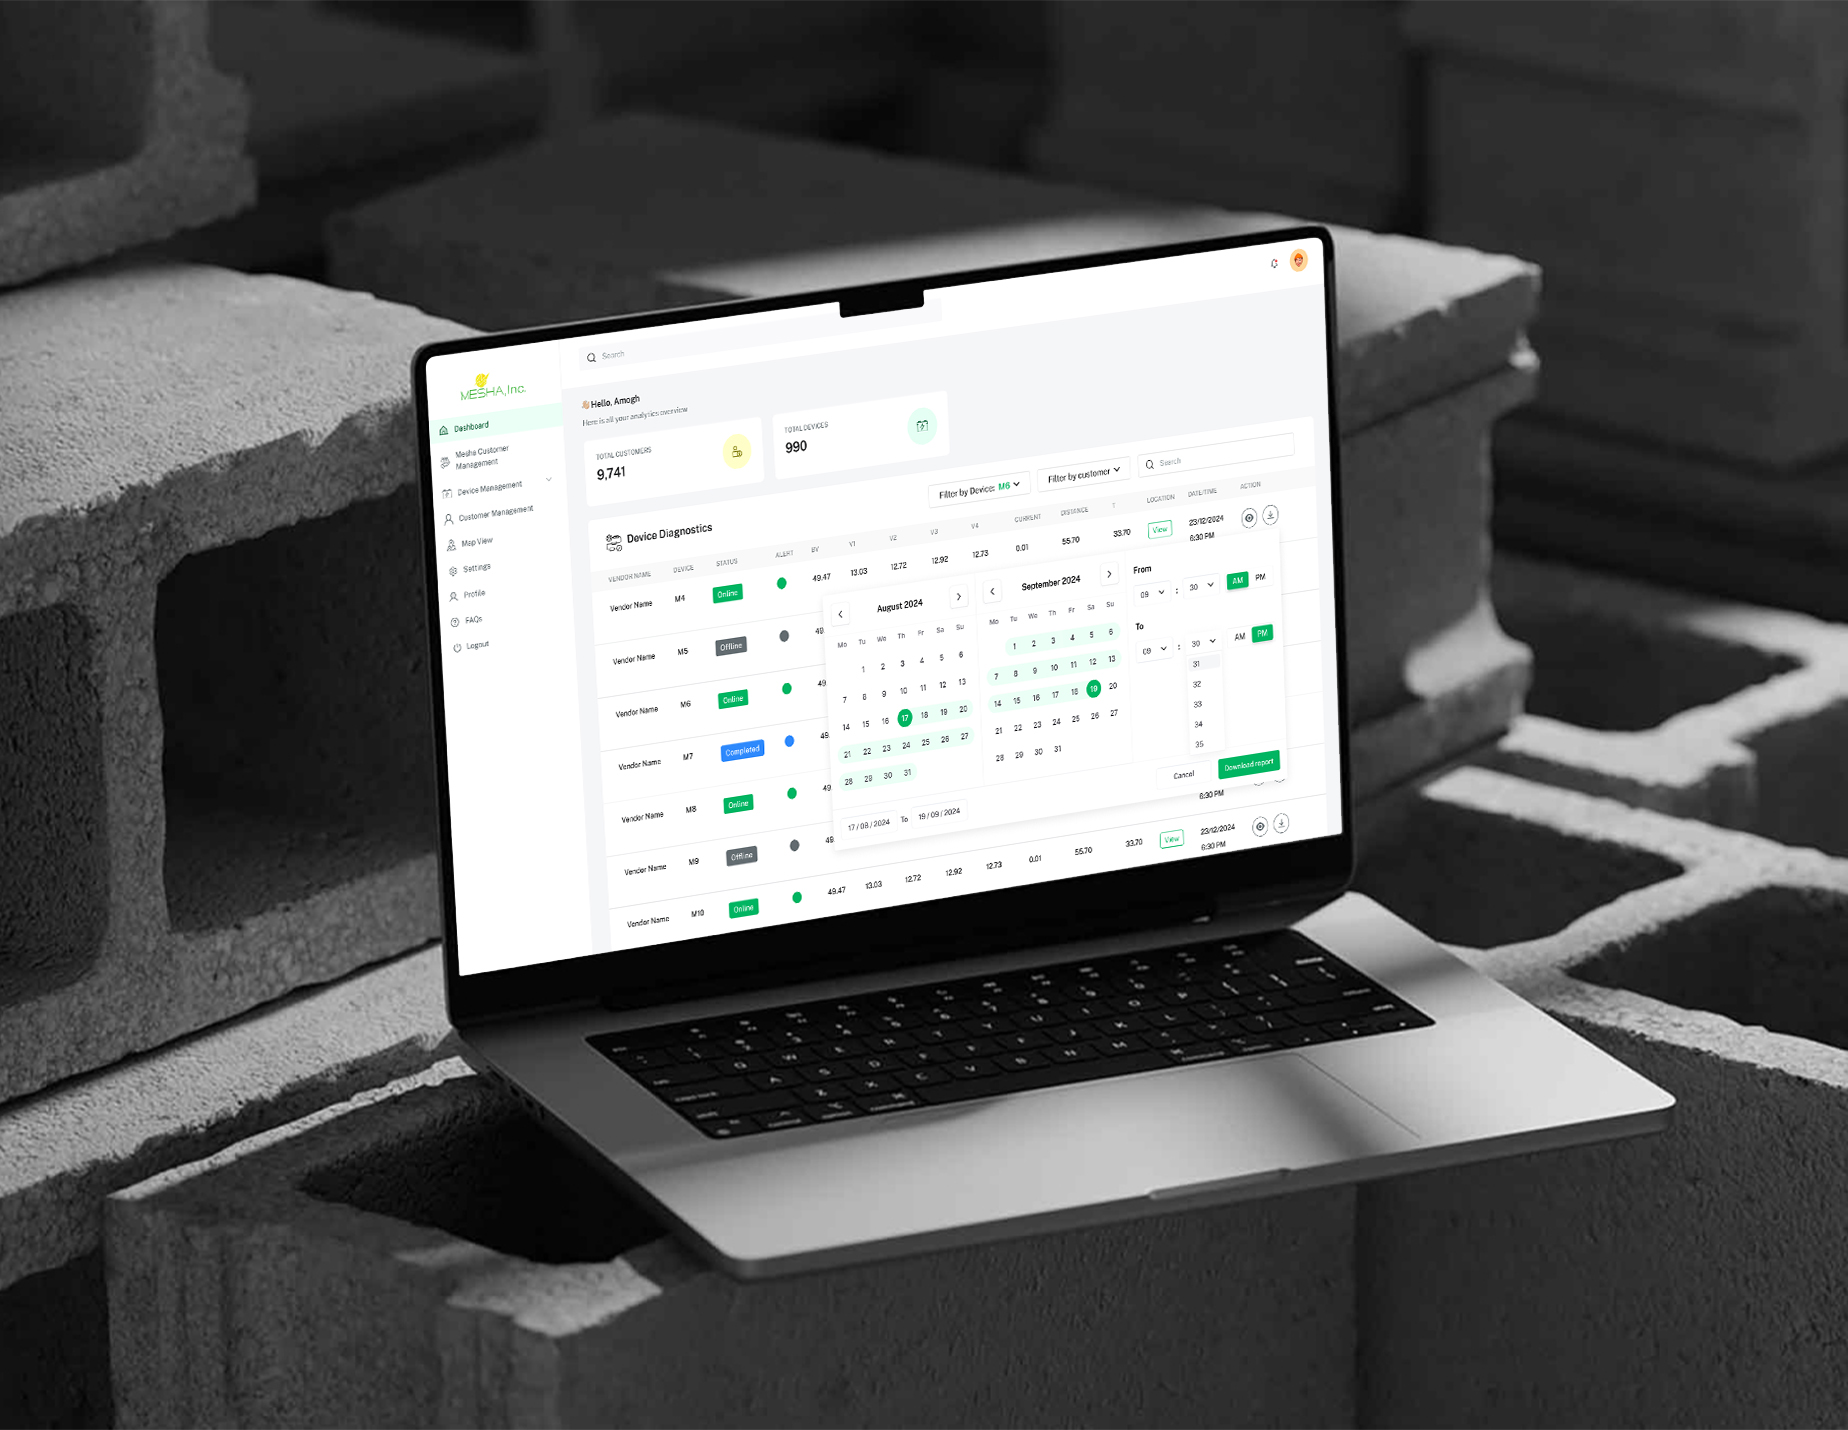 MESHA, Inc.
Search
Dashboard
Mesha Customer
Management
Device Management
Customer Management
Map View
Settings
Profile
FAQs
Logout
Hello, Amogh
Here is all your analytics overview
TOTAL CUSTOMERS
9,741
TOTAL DEVICES
990
Device Diagnostics
Filter by Device: M6
Filter by customer
Search
VENDOR NAME DEVICE STATUS ALERT BV V1 V2 V3 V4 CURRENT DISTANCE T LOCATION DATE/TIME ACTION
Vendor Name M4 Online 49.47 13.03 12.72 12.92 12.73 0.01 55.70 33.70 View 23/12/2024
6:30 PM
Vendor Name M5 Offline 49
Vendor Name M6 Online 49
Vendor Name M7 Completed 49
Vendor Name M8 Online 49
6:30 PM
Vendor Name M9 Offline 49
Vendor Name M10 Online 49.47 13.03 12.72 12.92 12.73 0.01 55.70 33.70 View 23/12/2024
6:30 PM
August 2024
Mo Tu We Th Fr Sa Su
1 2 3 4 5 6
7 8 9 10 11 12 13
14 15 16 17 18 19 20
21 22 23 24 25 26 27
28 29 30 31
September 2024
Mo Tu We Th Fr Sa Su
1 2 3 4 5 6
7 8 9 10 11 12 13
14 15 16 17 18 19 20
21 22 23 24 25 26 27
28 29 30 31
From
09 : 30 AM PM
To
09 : 30 AM PM
31
32
33
34
35
17 / 08 / 2024 To 19 / 09 / 2024
Cancel
Download report